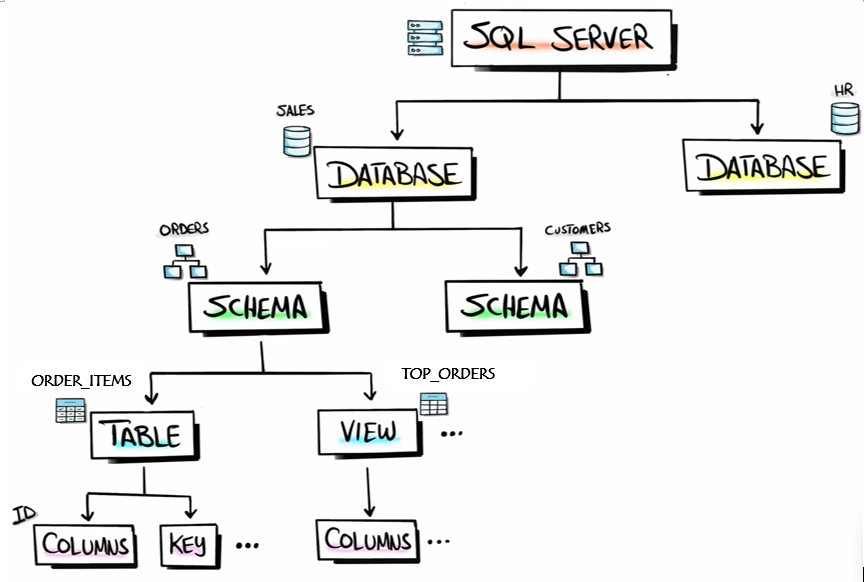 SQL SERVER
HR
SALES
DATABASE
DATABASE
ORDERS
CUSTOMERS
SCHEMA
SCHEMA
ORDER_ITEMS
TOP_ORDERS
TABLE
VIEW
...
ID
COLUMNS
KEY
...
COLUMNS
...